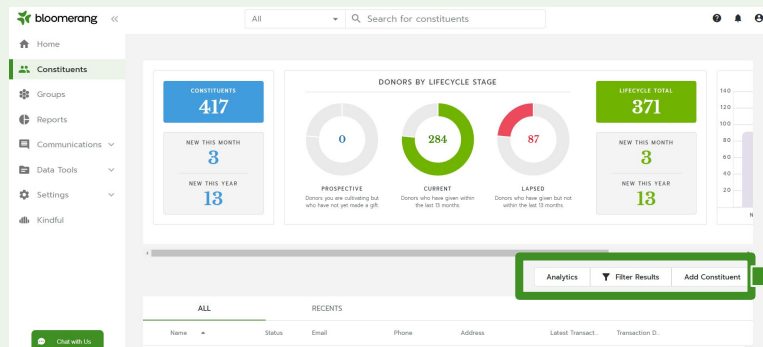 bloomerang
All
Search for constituents
Home
Constituents
Groups
Reports
Communications
Data Tools
Settings
Kindful
Chat with Us
CONSTITUENTS
417
NEW THIS MONTH
3
NEW THIS YEAR
13
DONORS BY LIFECYCLE STAGE
0
PROSPECTIVE
Donors you are cultivating but
who have not yet made a gift.
284
CURRENT
Donors who have given within
the last 13 months.
87
LAPSED
Donors who have given but not
within the last 13 months.
LIFECYCLE TOTAL
371
NEW THIS MONTH
3
NEW THIS YEAR
13
140
120
100
80
60
40
20
N
Analytics
Filter Results
Add Constituent
ALL
RECENTS
Name
Status
Email
Phone
Address
Latest Transact..
Transaction D..